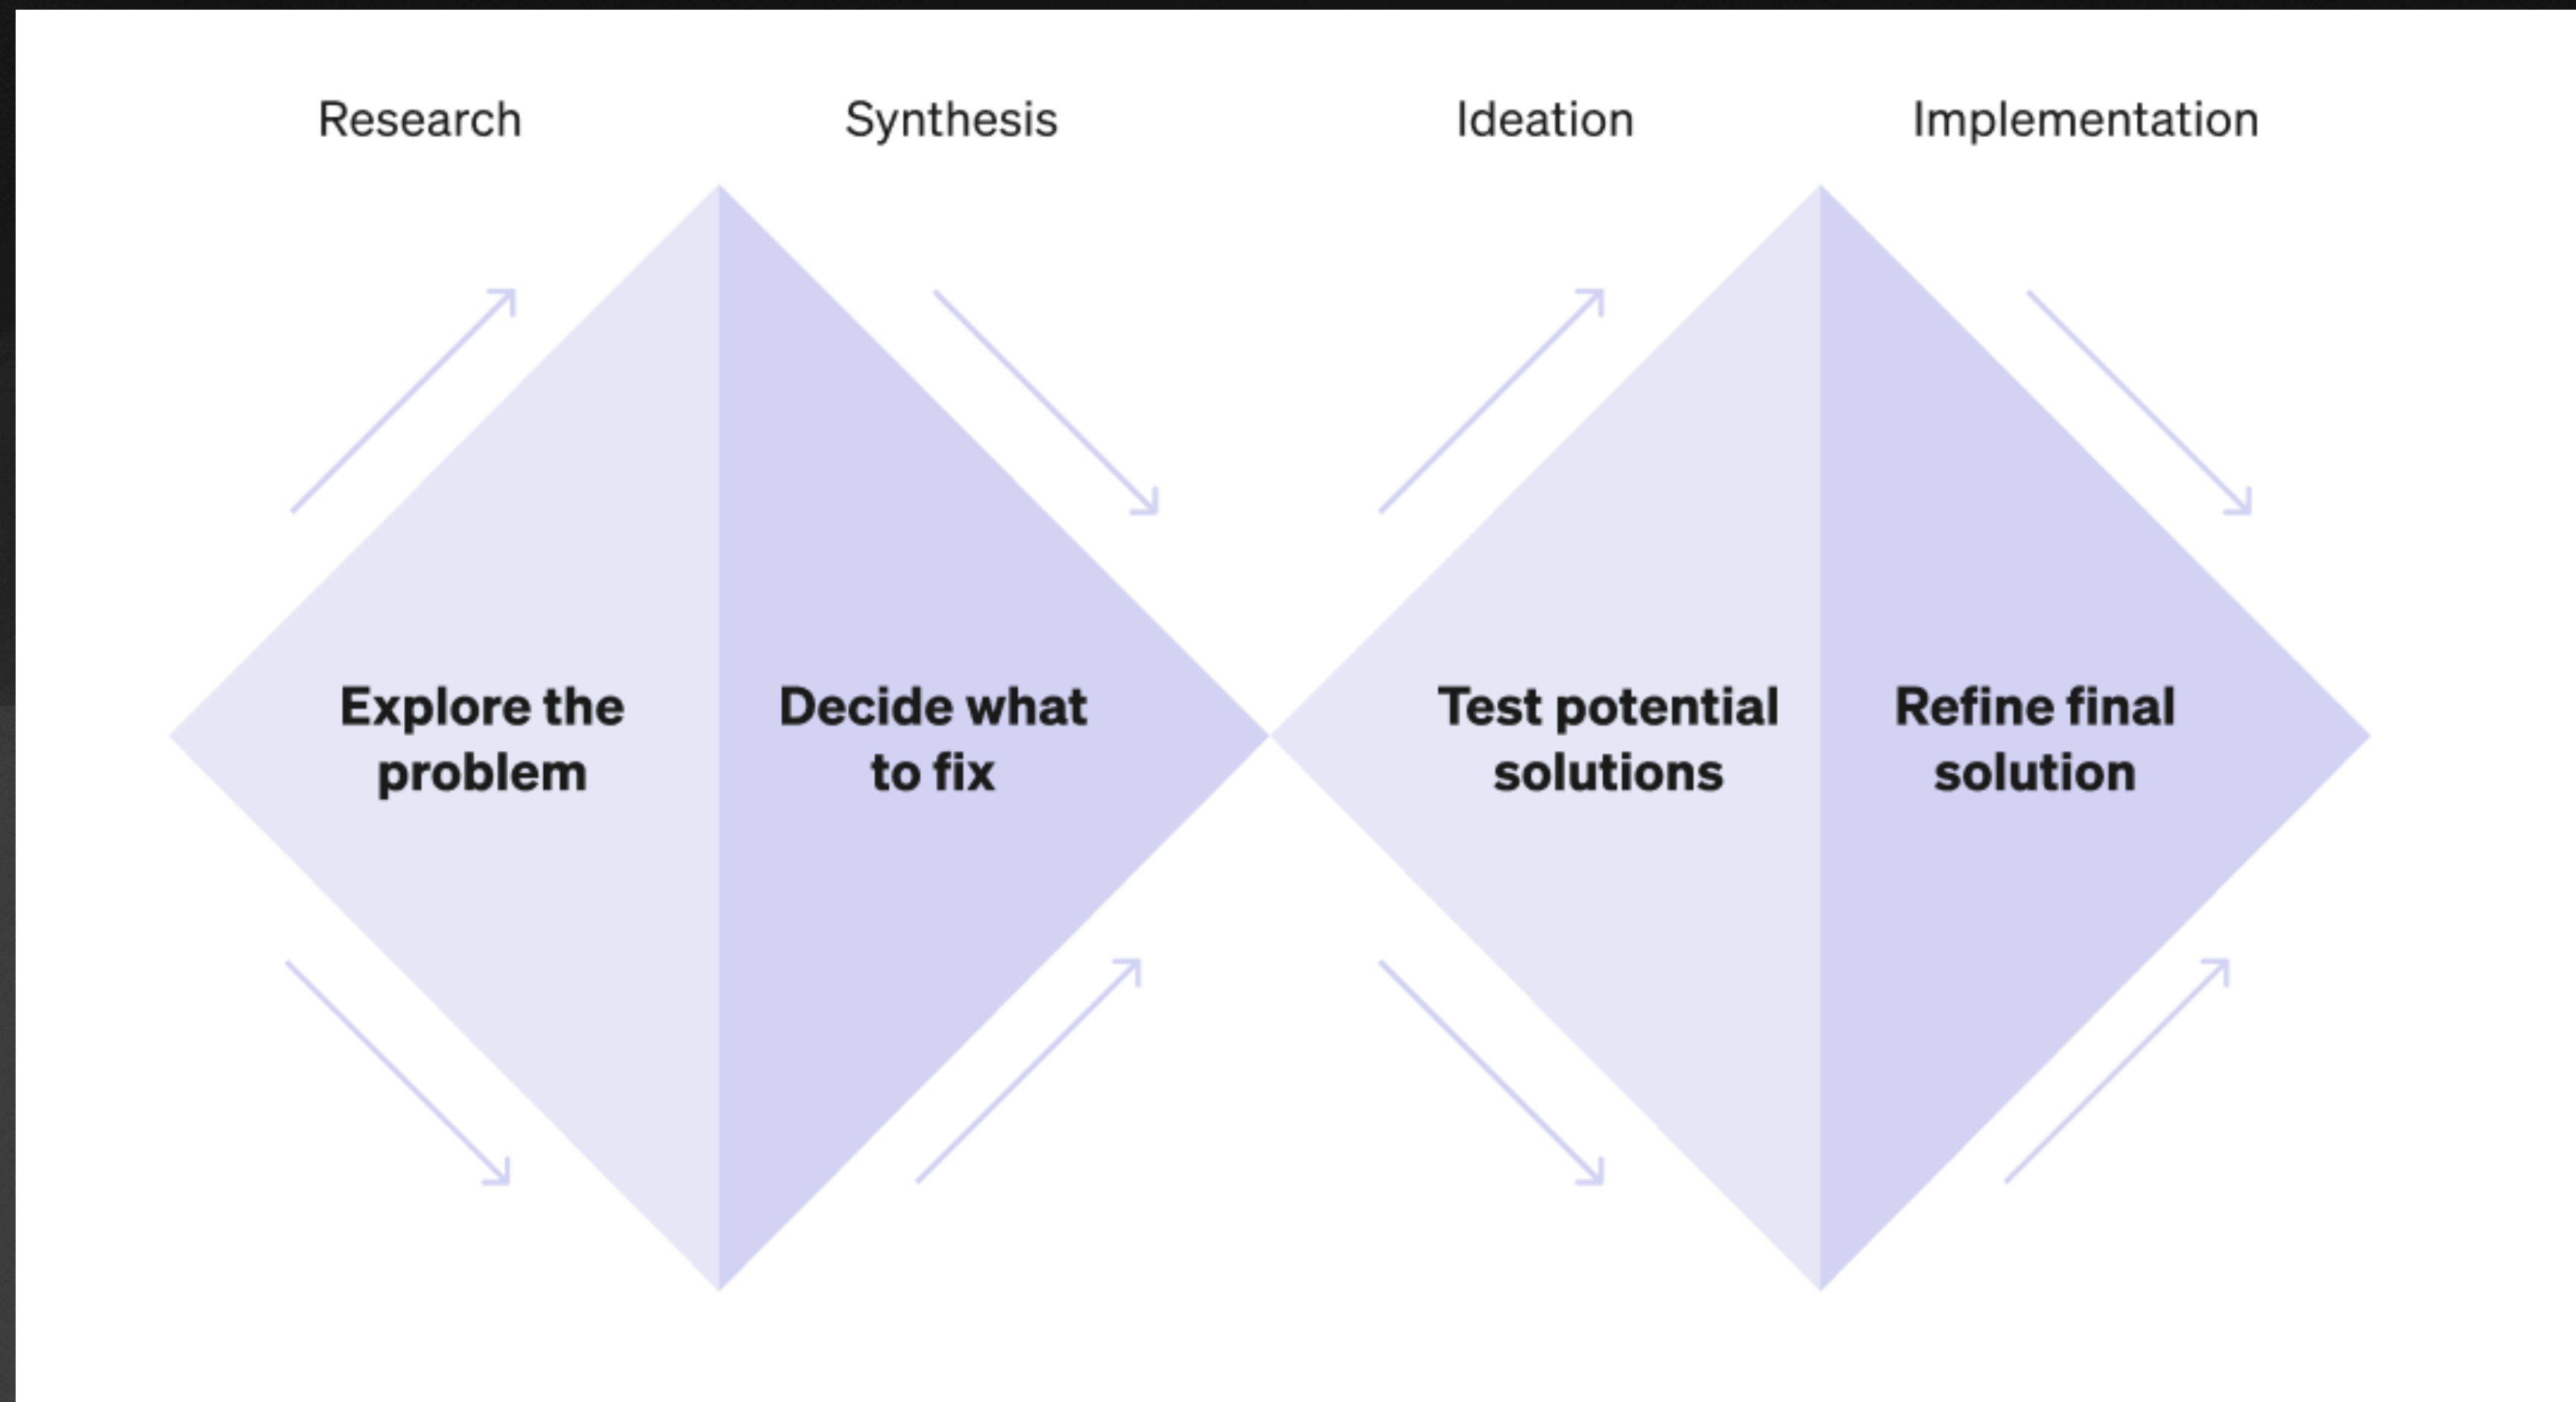 Research
Synthesis
Ideation
Implementation
Explore the
problem
Decide what
to fix
Test potential
solutions
Refine final
solution